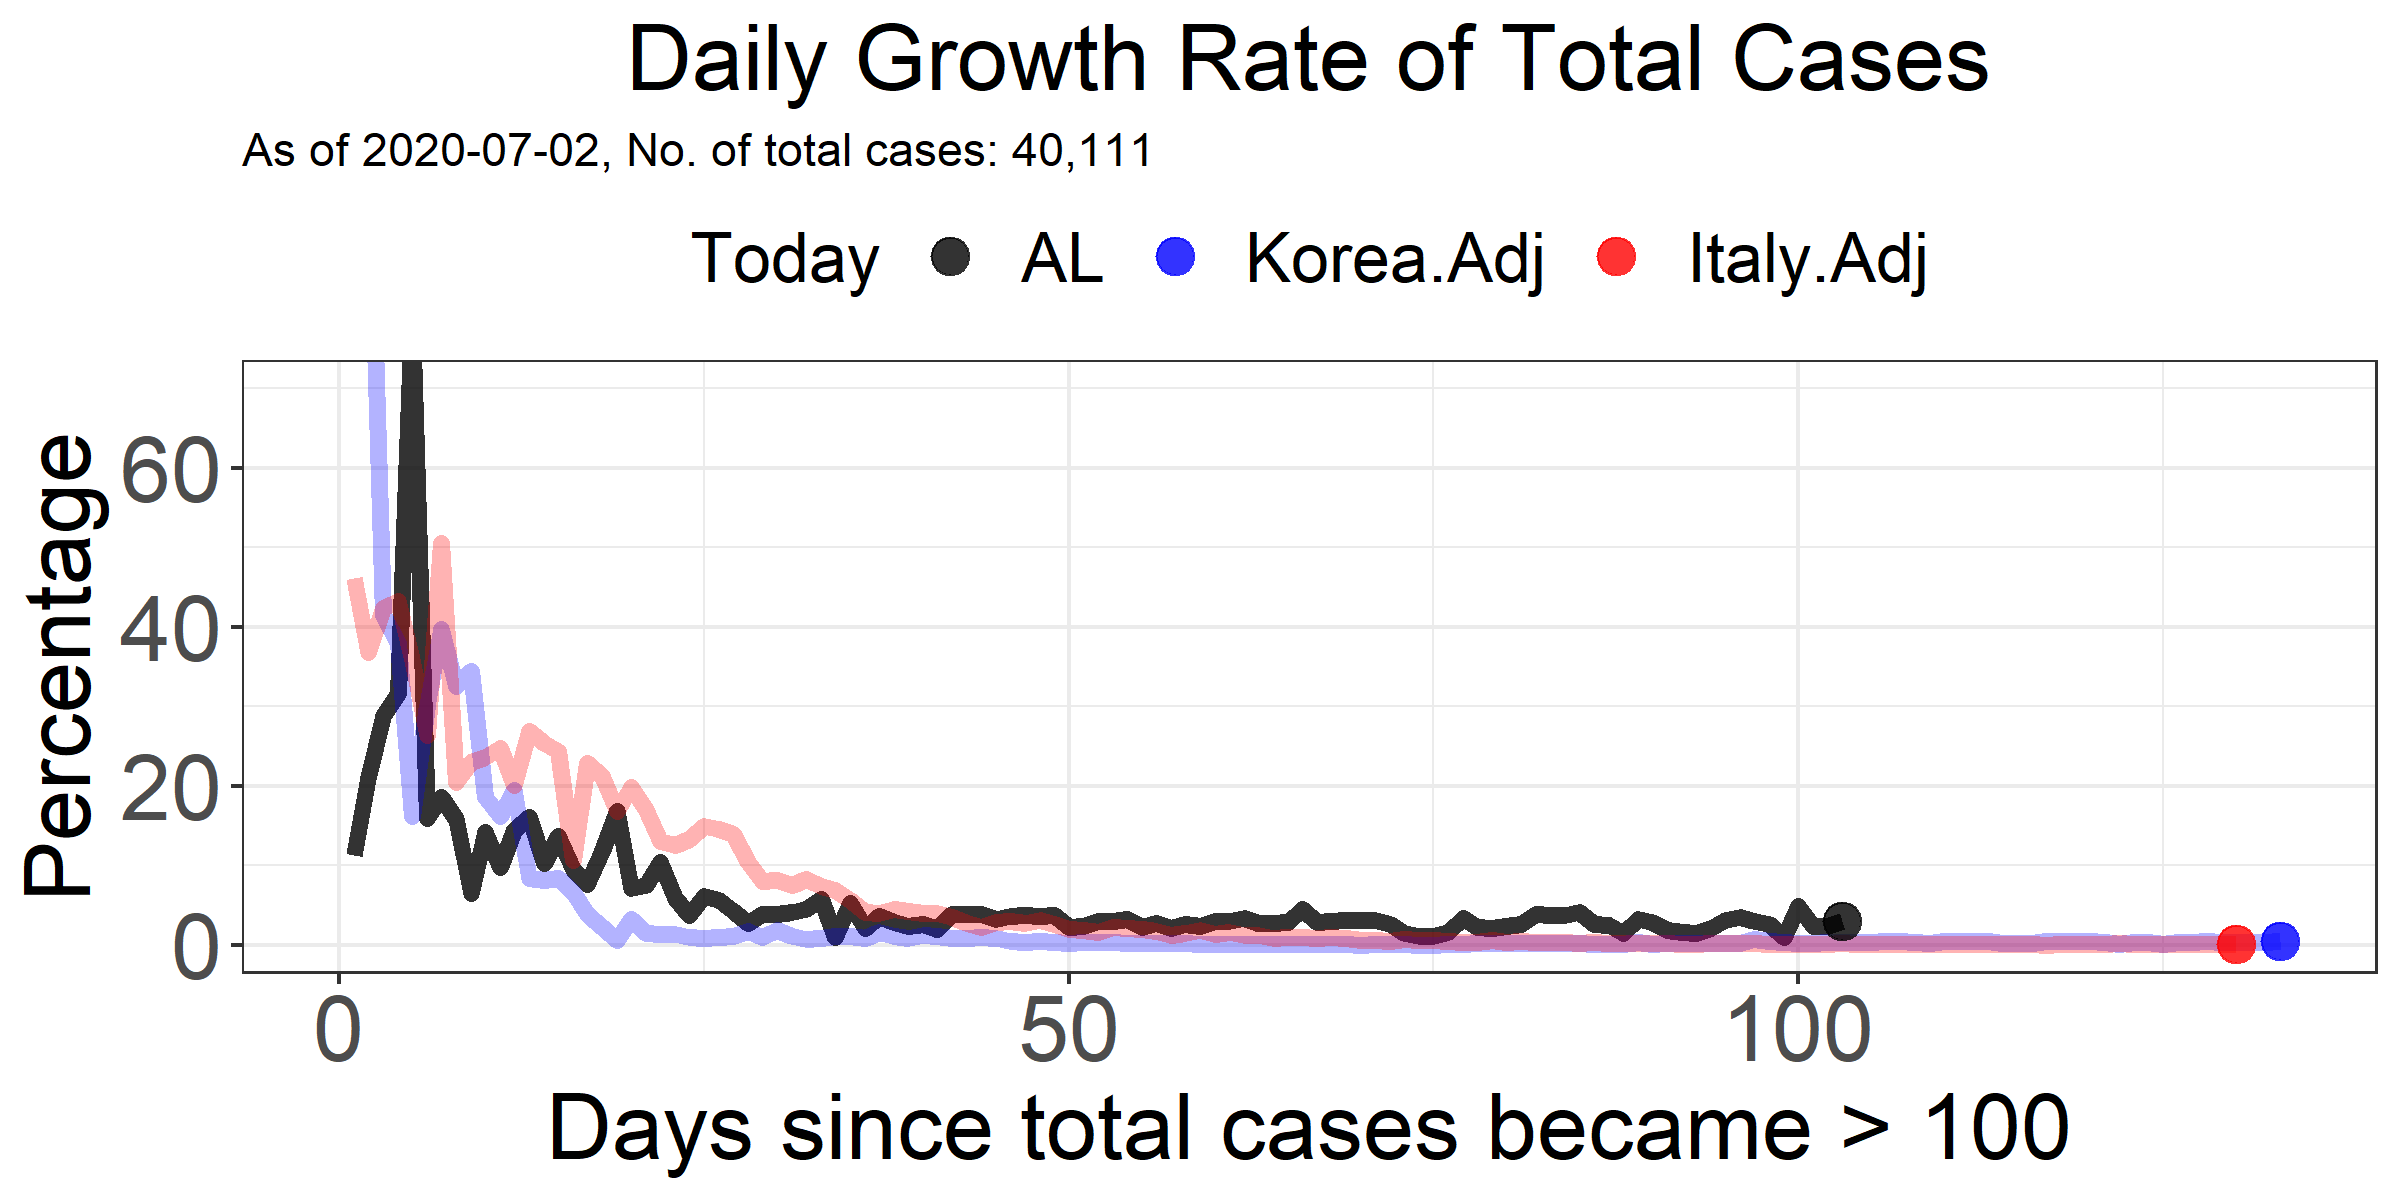 Daily Growth Rate of Total Cases
As of 2020-07-02, No. of total cases: 40,111
Today AL Korea.Adj Italy.Adj
Percentage
60
40
20
0
0 50 100
Days since total cases became > 100